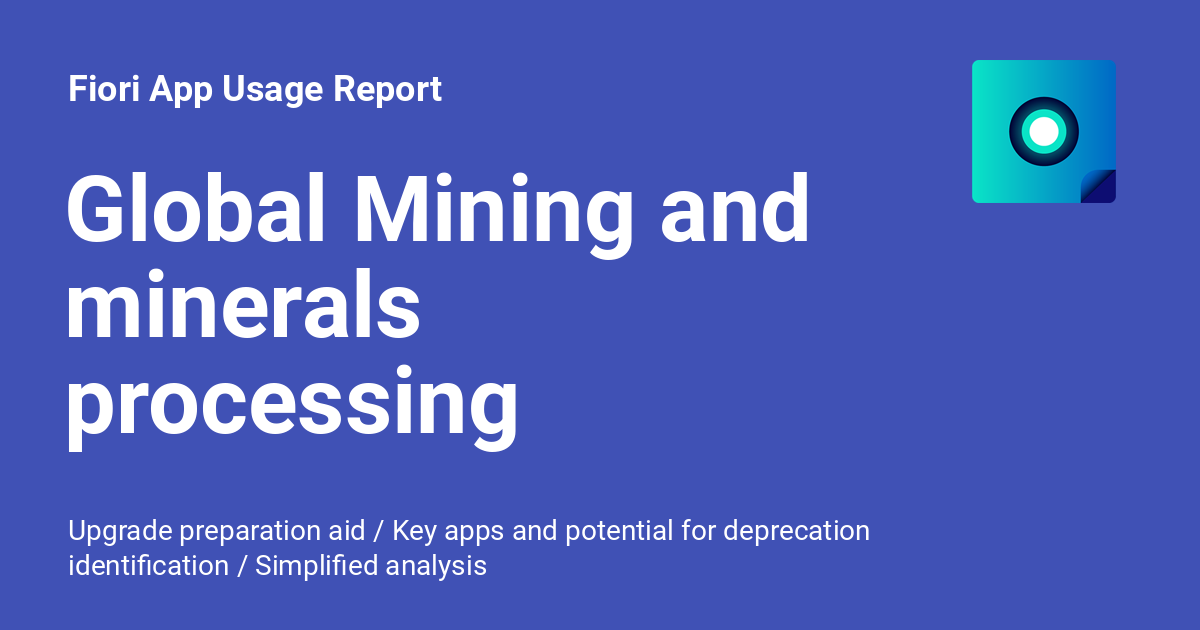 Fiori App Usage Report
Global Mining and
minerals
processing
Upgrade preparation aid / Key apps and potential for deprecation
identification / Simplified analysis